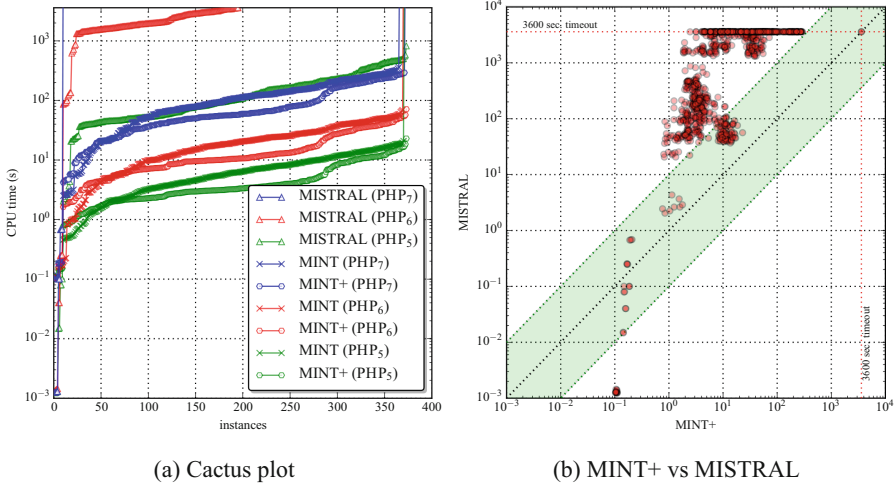 10³
10²
10¹
10⁰
10⁻¹
10⁻²
10⁻³
CPU time (s)
0 50 100 150 200 250 300 350 400
instances
MISTRAL (PHP₇)
MISTRAL (PHP₆)
MISTRAL (PHP₅)
MINT (PHP₇)
MINT+ (PHP₇)
MINT (PHP₆)
MINT+ (PHP₆)
MINT (PHP₅)
MINT+ (PHP₅)
(a) Cactus plot
10⁴
10³
10²
10¹
10⁰
10⁻¹
10⁻²
10⁻³
MISTRAL
3600 sec. timeout
3600 sec. timeout
10⁻³ 10⁻² 10⁻¹ 10⁰ 10¹ 10² 10³ 10⁴
MINT+
(b) MINT+ vs MISTRAL